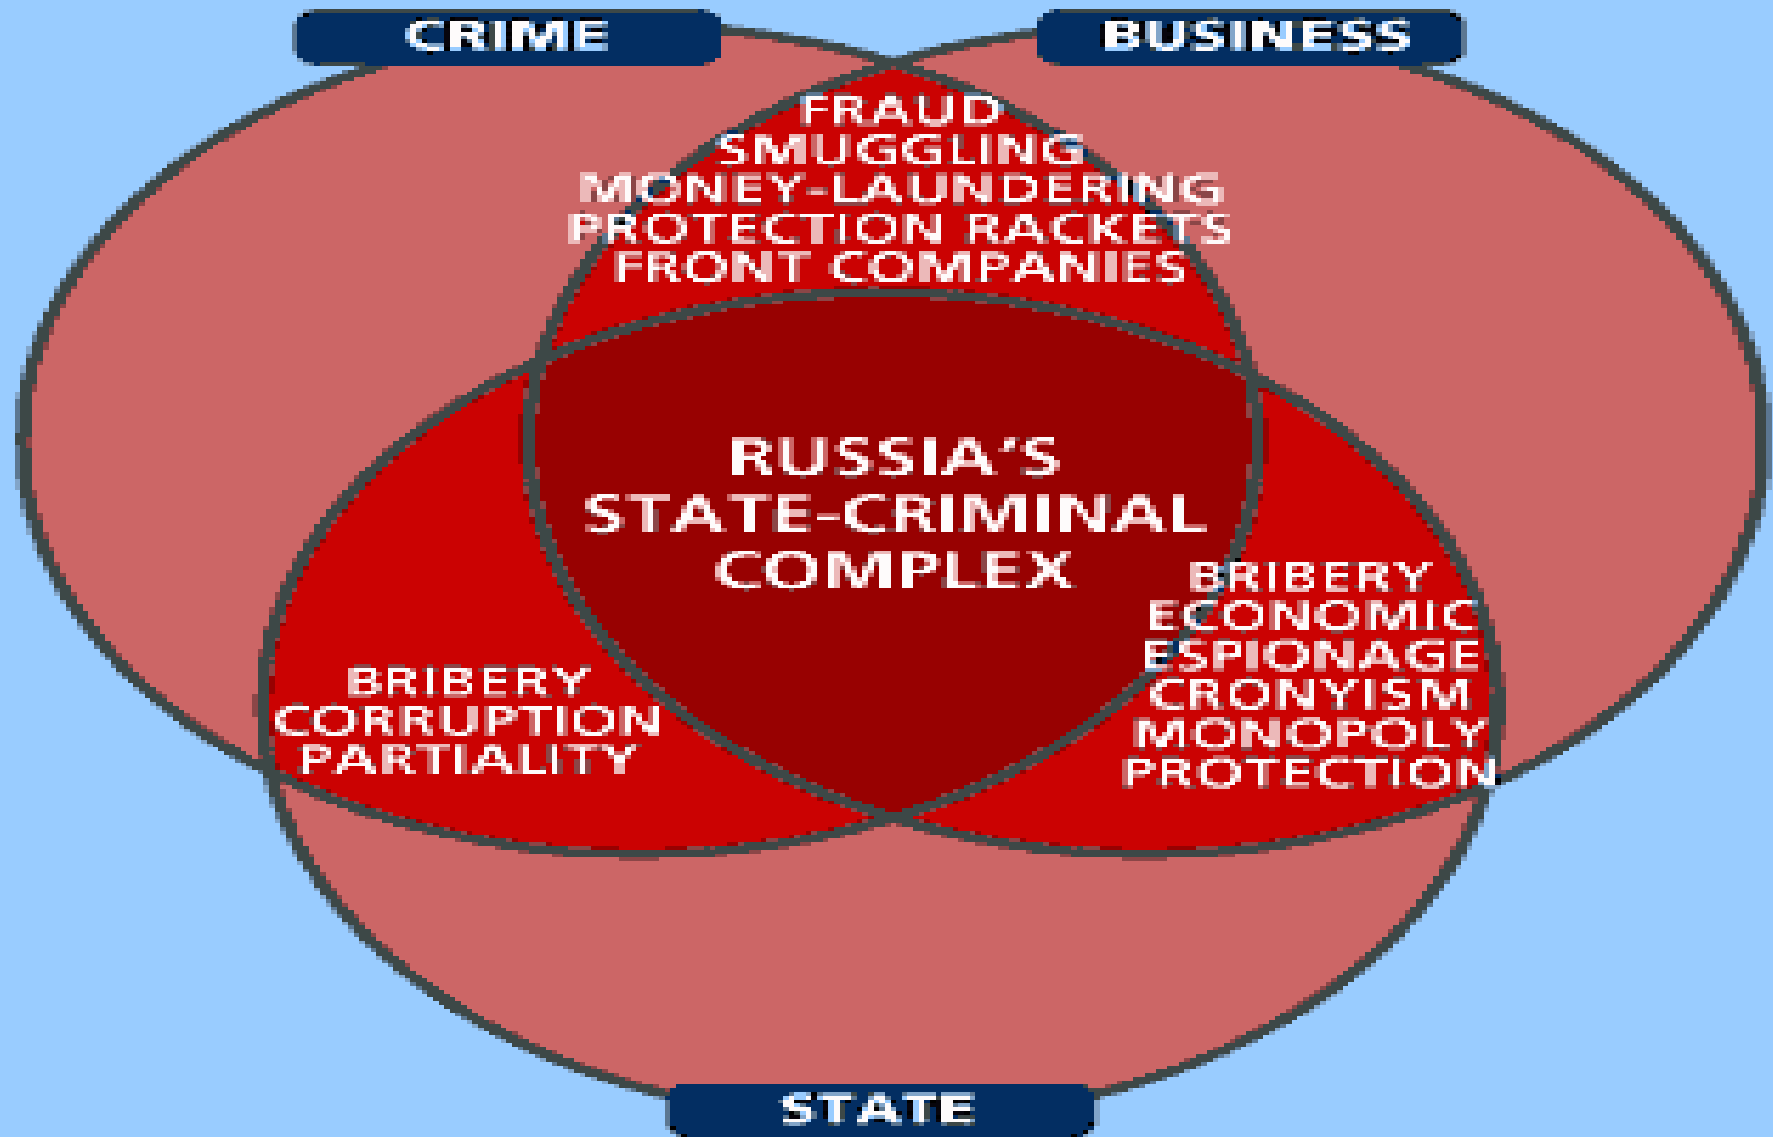 CRIME
BUSINESS
FRAUD
SMUGGLING
MONEY-LAUNDERING
PROTECTION RACKETS
FRONT COMPANIES
RUSSIA'S
STATE-CRIMINAL
COMPLEX
BRIBERY
CORRUPTION
PARTIALITY
BRIBERY
ECONOMIC
ESPIONAGE
CRONYISM
MONOPOLY
PROTECTION
STATE